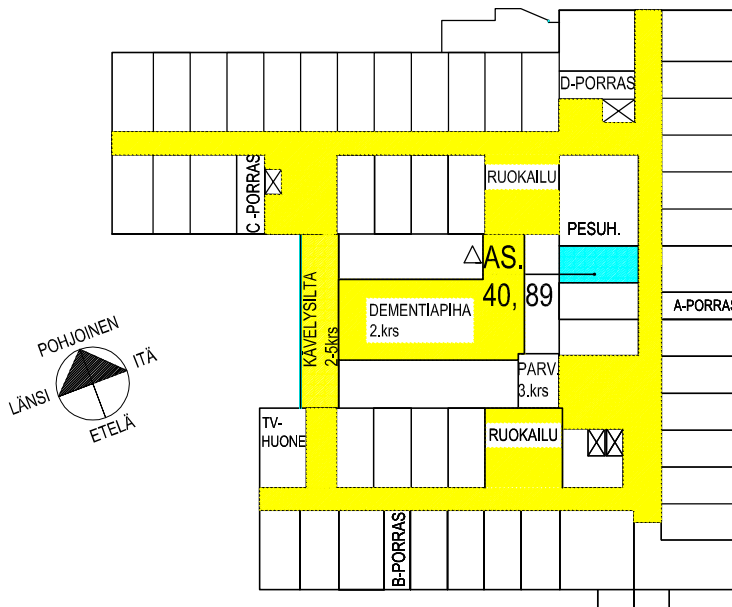 D-PORRAS
C -PORRAS
RUOKAILU
PESUH.
AS.
40, 89
KÄVELYSILTA
2-5krs
DEMENTIAPIHA
2.krs
A-PORRAS
PARV.
3.krs
POHJOINEN
ITÄ
LÄNSI
ETELÄ
TV-
HUONE
RUOKAILU
B-PORRAS